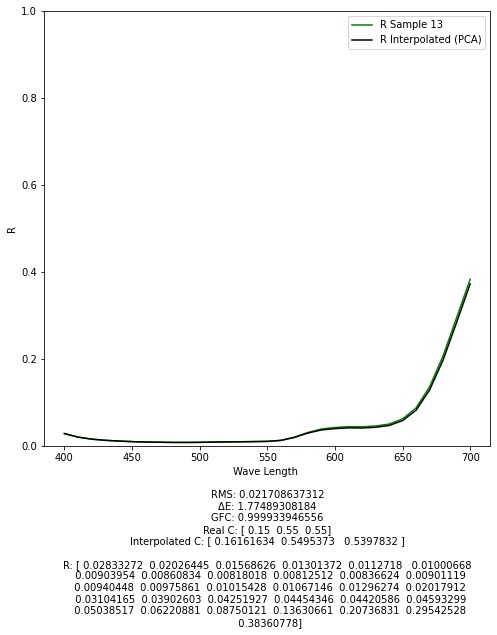 1.0
0.8
0.6
0.4
0.2
0.0
R
R Sample 13
R Interpolated (PCA)
400 450 500 550 600 650 700
Wave Length
RMS: 0.021708637312
ΔE: 1.77489308184
GFC: 0.999933946556
Real C: [ 0.15 0.55 0.55]
Interpolated C: [ 0.16161634 0.5495373 0.5397832 ]
R: [ 0.02833272 0.02026445 0.01568626 0.01301372 0.0112718 0.01000668
0.00903954 0.00860834 0.00818018 0.00812512 0.00836624 0.00901119
0.00940448 0.00975861 0.01015428 0.01067146 0.01296274 0.02017912
0.03104165 0.03902603 0.04251927 0.04454346 0.04420586 0.04593299
0.05038517 0.06220881 0.08750121 0.13630661 0.20736831 0.29542528
0.38360778]